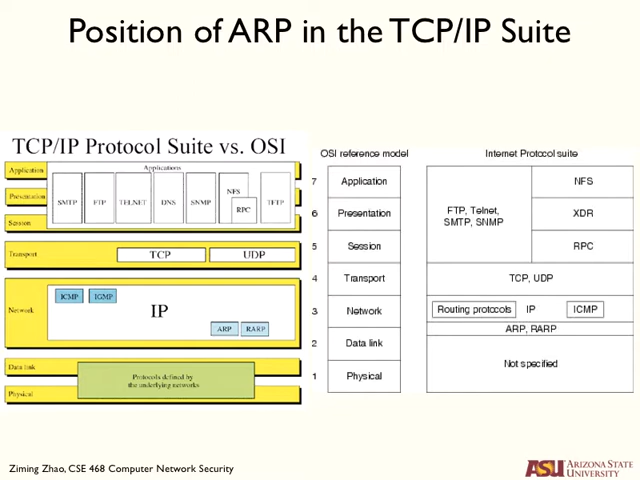 Position of ARP in the TCP/IP Suite
TCP/IP Protocol Suite vs. OSI
Application
Applications
Presentation
Session
SMTP
FTP
TELNET
DNS
SNMP
NFS
RPC
TFTP
Transport
TCP
UDP
Network
ICMP
IGMP
IP
ARP
RARP
Data link
Physical
Protocols defined by
the underlying networks
OSI reference model
Internet Protocol suite
7
Application
6
Presentation
5
Session
4
Transport
3
Network
2
Data link
1
Physical
FTP, Telnet,
SMTP, SNMP
NFS
XDR
RPC
TCP, UDP
Routing protocols
IP
ICMP
ARP, RARP
Not specified
Ziming Zhao, CSE 468 Computer Network Security
ASU ARIZONA STATE
UNIVERSITY